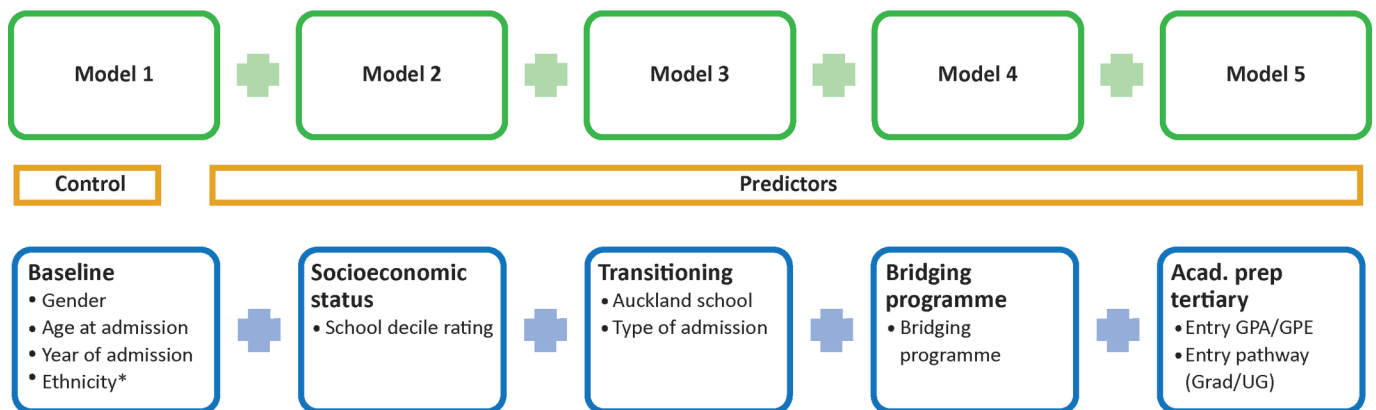 Model 1
Model 2
Model 3
Model 4
Model 5
Control
Predictors
Baseline
• Gender
• Age at admission
• Year of admission
• Ethnicity*
Socioeconomic
status
• School decile rating
Transitioning
• Auckland school
• Type of admission
Bridging
programme
• Bridging
programme
Acad. prep
tertiary
• Entry GPA/GPE
• Entry pathway
(Grad/UG)